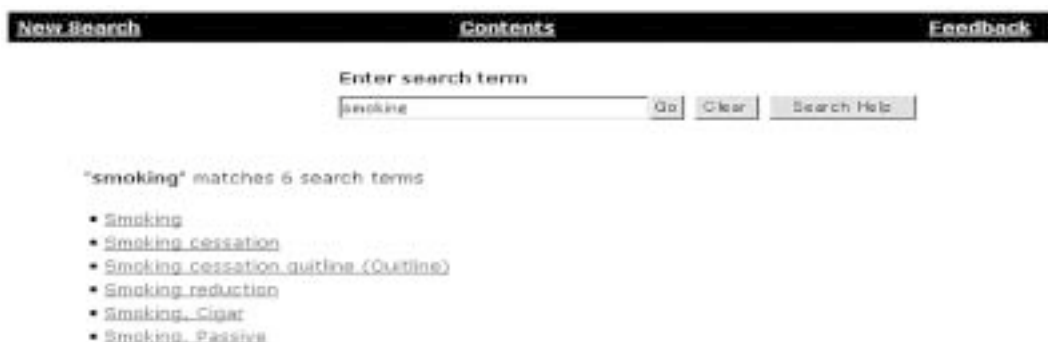 New Search Contents Feedback
Enter search term
smoking Go Clear Search Help
"smoking" matches 6 search terms
• Smoking
• Smoking cessation
• Smoking cessation quitline (Quitline)
• Smoking reduction
• Smoking, Cigar
• Smoking, Passive